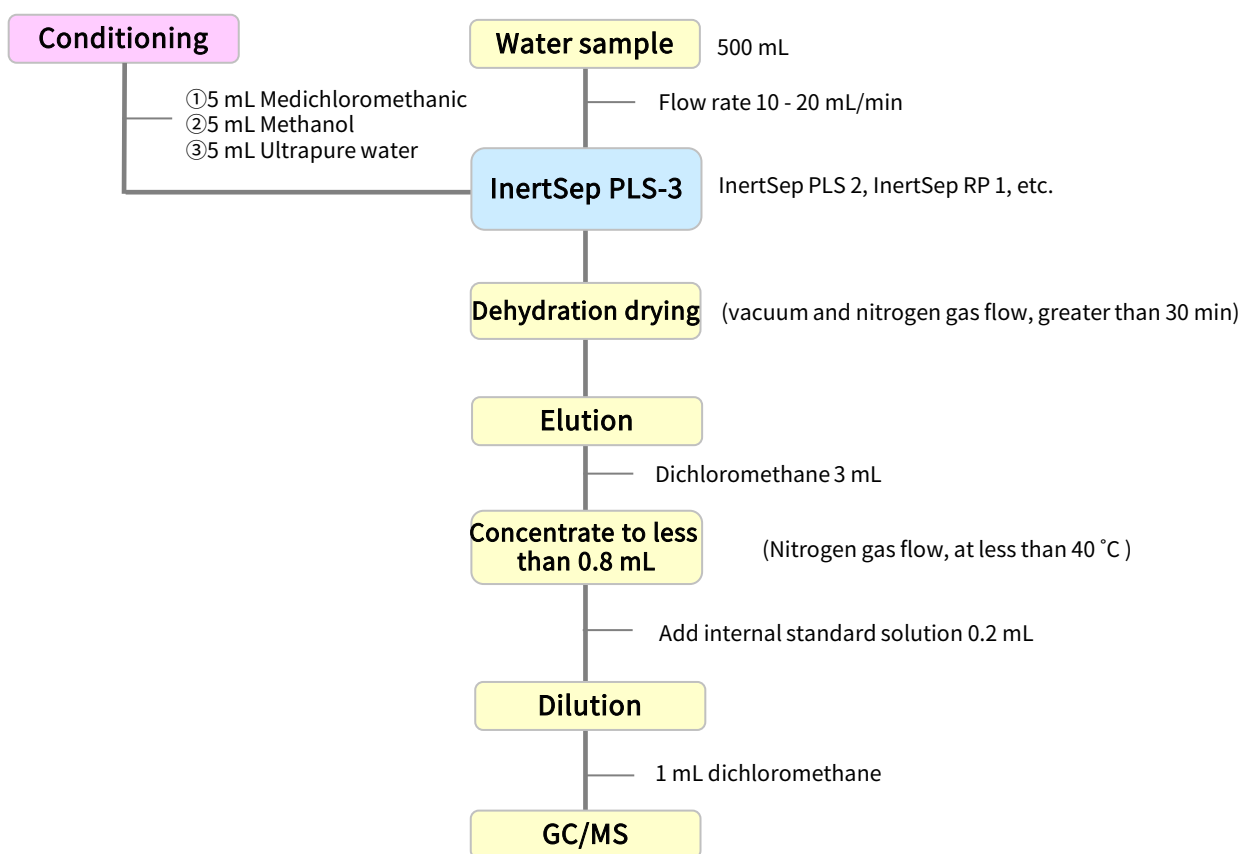 Conditioning
①5 mL Medichloromethanic
②5 mL Methanol
③5 mL Ultrapure water
Water sample
500 mL
Flow rate 10 - 20 mL/min
InertSep PLS-3
InertSep PLS 2, InertSep RP 1, etc.
Dehydration drying
(vacuum and nitrogen gas flow, greater than 30 min)
Elution
Dichloromethane 3 mL
Concentrate to less
than 0.8 mL
(Nitrogen gas flow, at less than 40 ˚C )
Add internal standard solution 0.2 mL
Dilution
1 mL dichloromethane
GC/MS